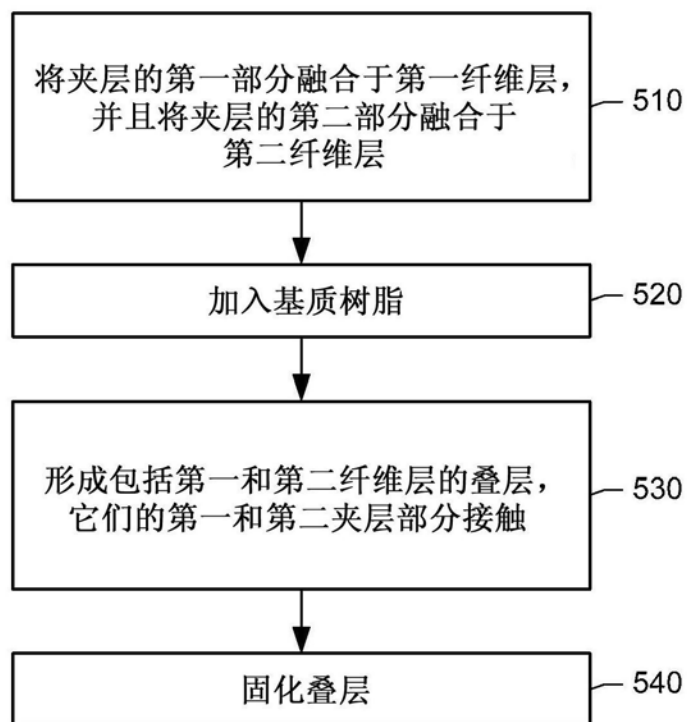 将夹层的第一部分融合于第一纤维层，
并且将夹层的第二部分融合于
第二纤维层
510
加入基质树脂
520
形成包括第一和第二纤维层的叠层，
它们的第一和第二夹层部分接触
530
固化叠层
540